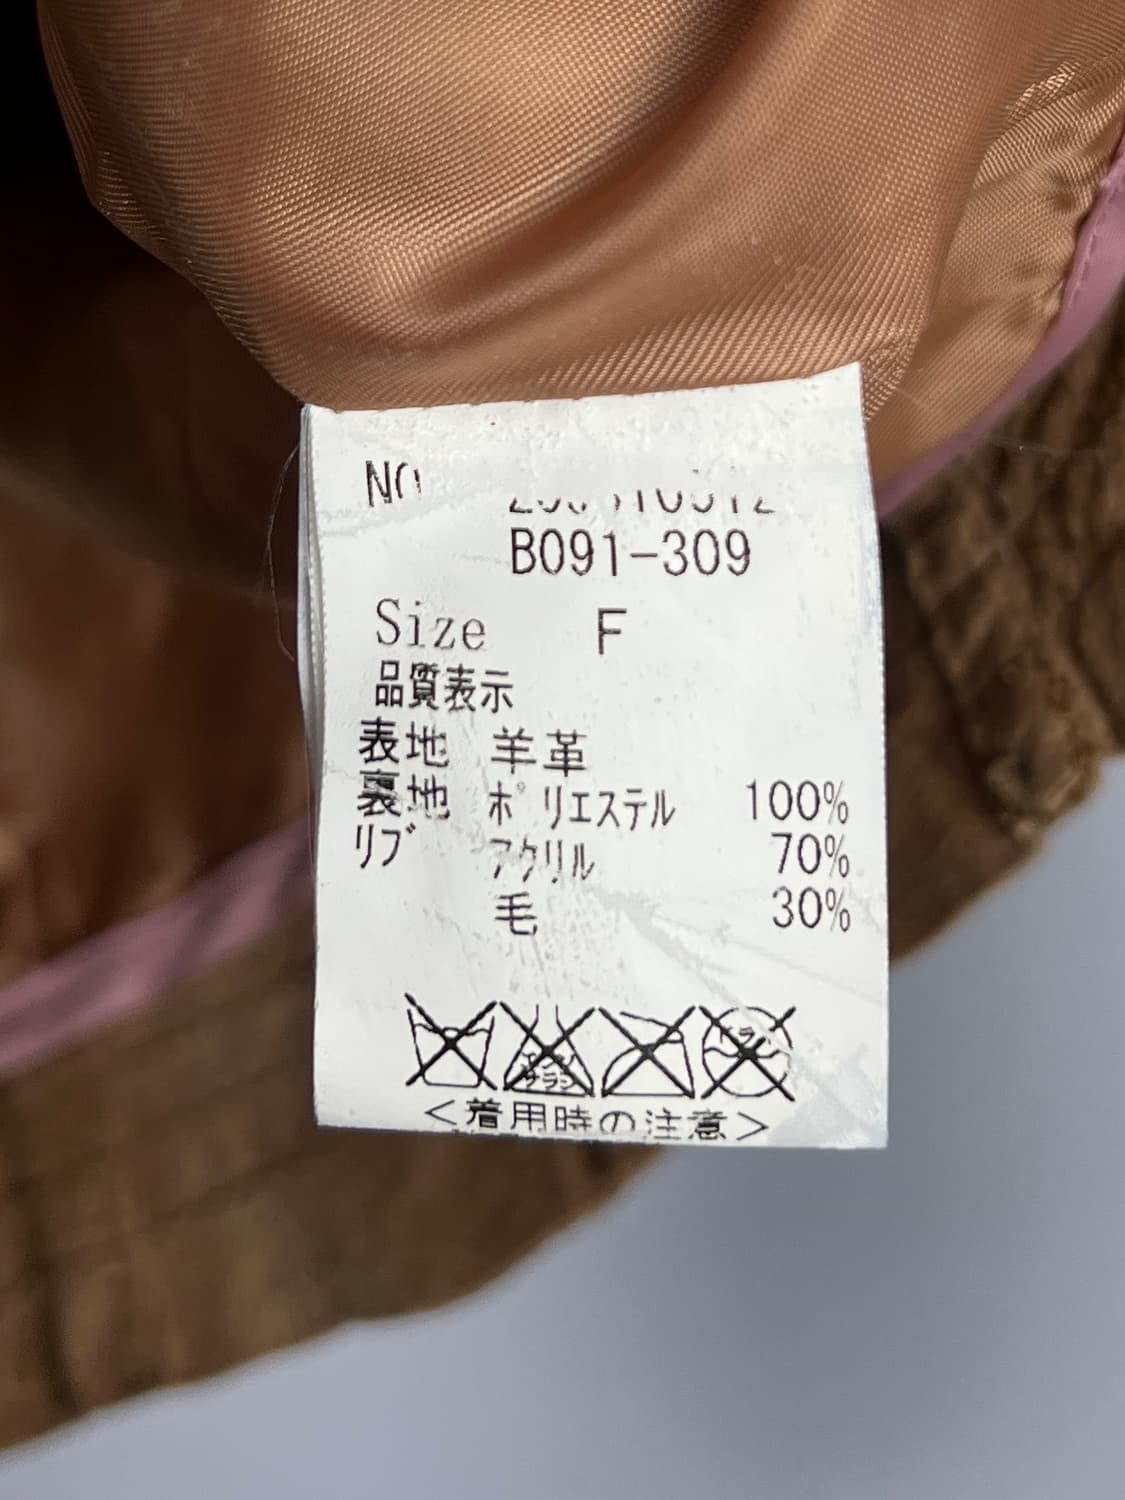 NO
B091-309
Size F
品質表示
表地 羊革
裏地 ポリエステル 100%
リブ アクリル 70%
毛 30%
<着用時の注意>